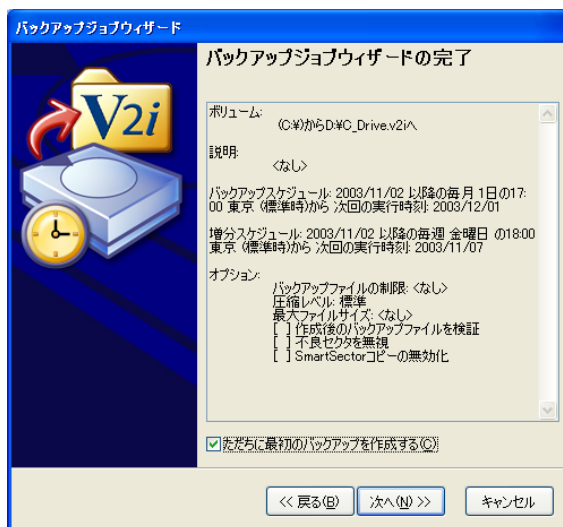 バックアップジョブウィザード
バックアップジョブウィザードの完了
V2i
ボリューム:
(C:¥)からD:¥C_Drive.v2iへ
説明:
<なし>
バックアップスケジュール: 2003/11/02 以降の毎月 1日の17:
00 東京 (標準時)から 次回の実行時刻: 2003/12/01
増分スケジュール: 2003/11/02 以降の毎週 金曜日 の18:00
東京 (標準時)から 次回の実行時刻: 2003/11/07
オプション:
バックアップファイルの制限: <なし>
圧縮レベル: 標準
最大ファイルサイズ: <なし>
[ ] 作成後のバックアップファイルを検証
[ ] 不良セクタを無視
[ ] SmartSectorコピーの無効化
ただちに最初のバックアップを作成する(C)
<< 戻る(B) 次へ(N) >> キャンセル